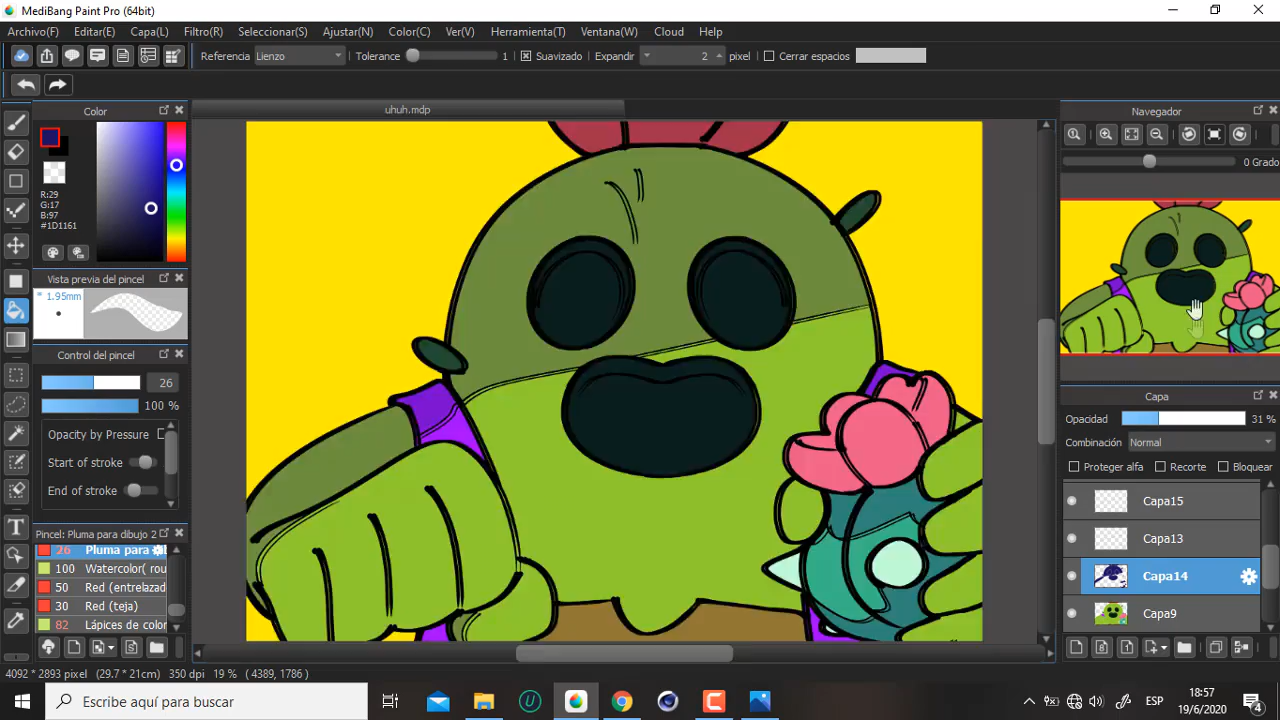 MediBang Paint Pro (64bit)
Archivo(F) Editar(E) Capa(L) Filtro(R) Seleccionar(S) Ajustar(N) Color(C) Ver(V) Herramienta(T) Ventana(W) Cloud Help
Referencia Lienzo Tolerance 1 Suavizado Expandir 2 pixel Cerrar espacios
uhuh.mdp
Color
R:29
G:17
B:97
#1D1161
Vista previa del pincel
1.95mm
Control del pincel
26
100 %
Opacity by Pressure
Start of stroke
End of stroke
Pincel: Pluma para dibujo 2
26 Pluma para
100 Watercolor( rou
50 Red (entrelazad
30 Red (teja)
82 Lápices de color
4092 * 2893 pixel (29.7 * 21cm) 350 dpi 19 % ( 4389, 1786 )
Navegador
0 Grado
Capa
Opacidad 31 %
Combinación Normal
Proteger alfa Recorte Bloquear
Capa15
Capa13
Capa14
Capa9
Escribe aquí para buscar
ESP
18:57
19/6/2020
4